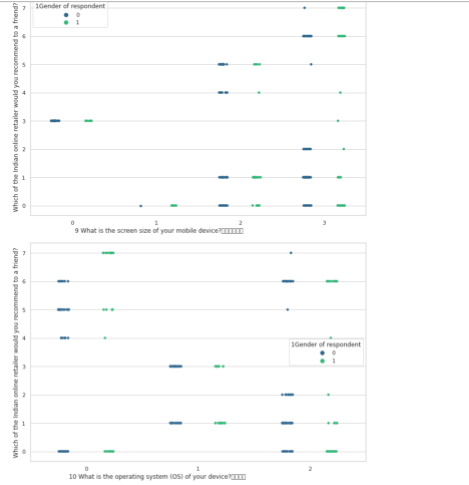 1Gender of respondent
0
1
Which of the Indian online retailer would you recommend to a friend?
7
6
5
4
3
2
1
0
0 1 2 3
9 What is the screen size of your mobile device?□□□□□□
Which of the Indian online retailer would you recommend to a friend?
7
6
5
4
3
2
1
0
1Gender of respondent
0
1
0 1 2
10 What is the operating system (OS) of your device?□□□□